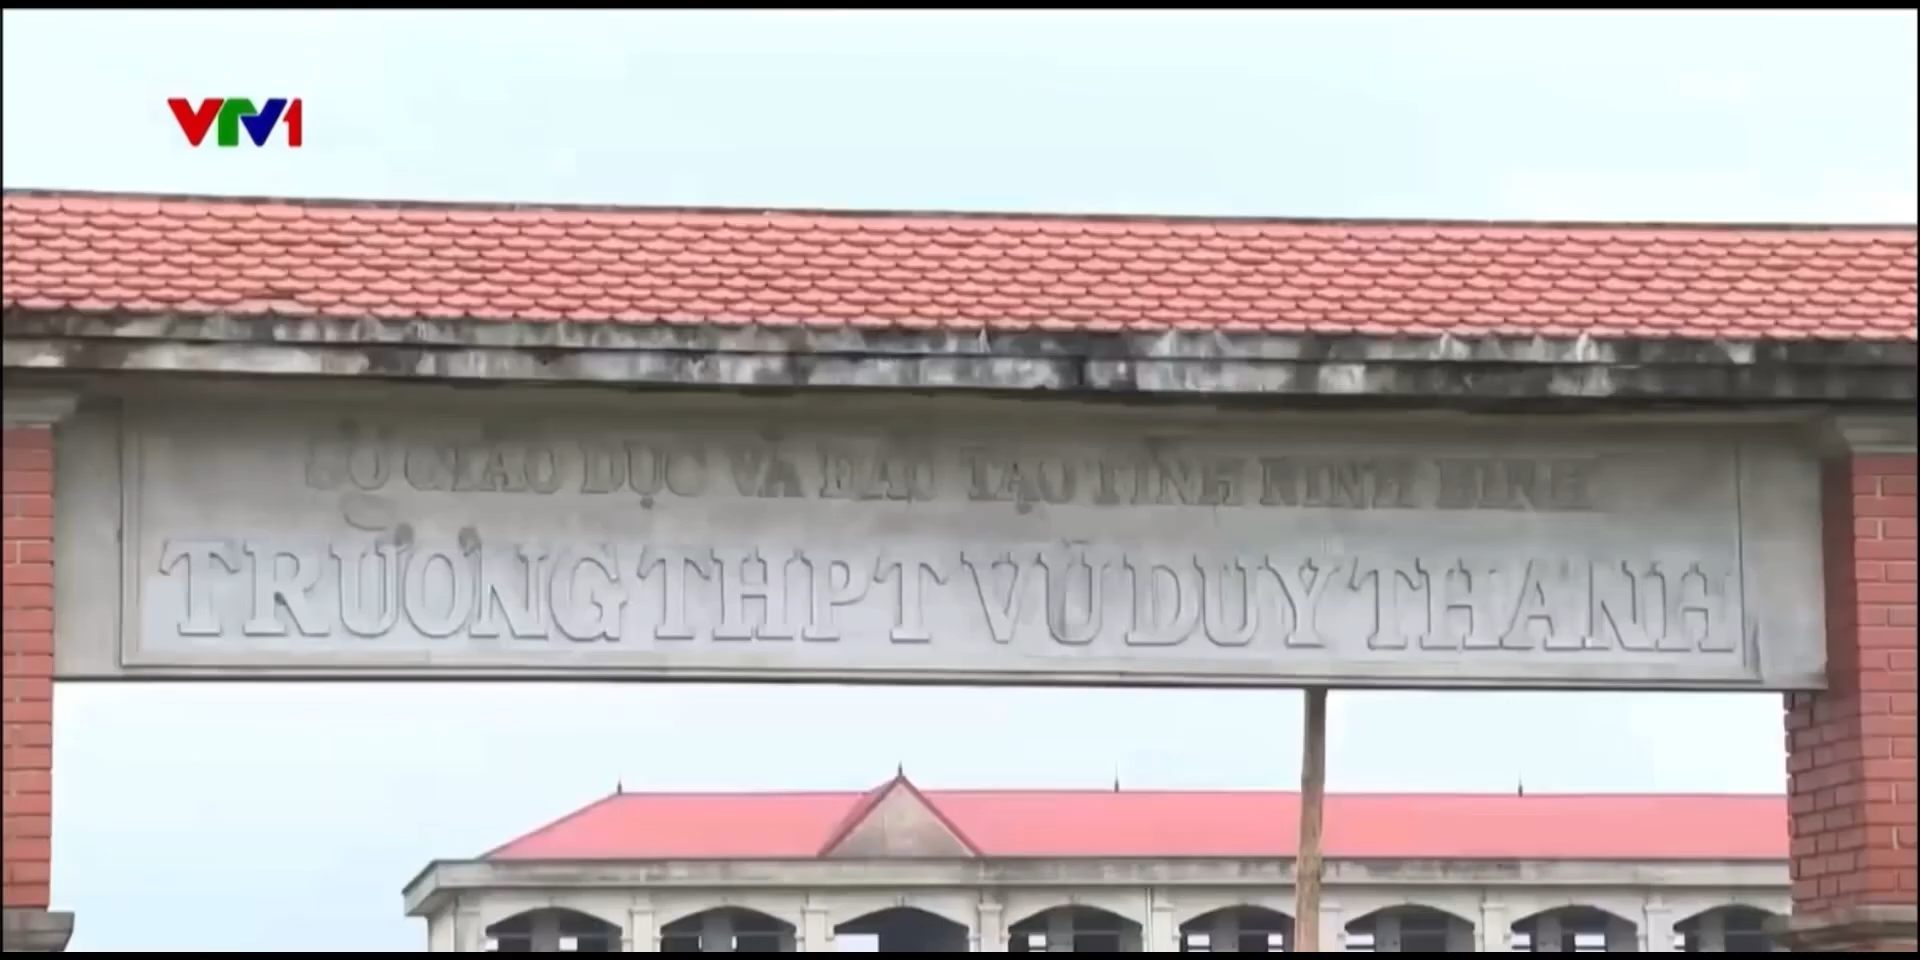 VTV1
SỞ GIÁO DỤC VÀ ĐÀO TẠO TỈNH NINH BÌNH
TRƯỜNG THPT VŨ DUY THANH